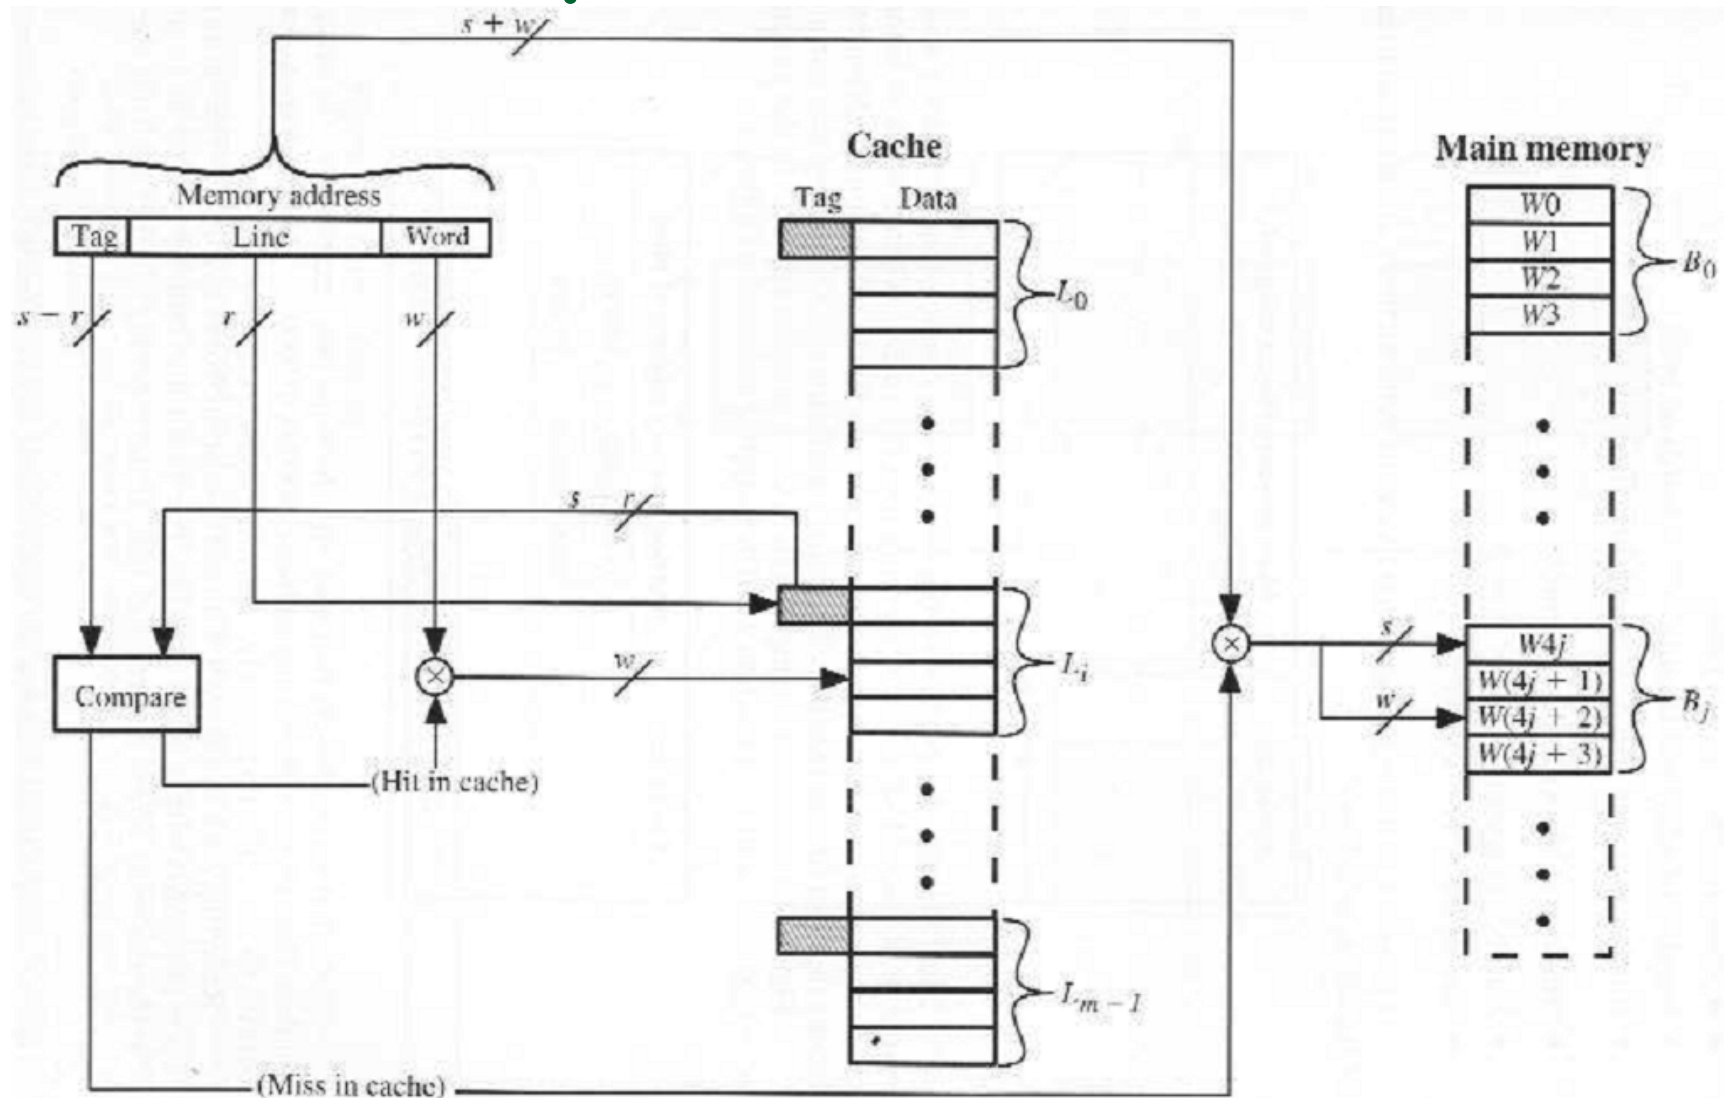 s + w
Cache
Main memory
Memory address
Tag Data
Tag Line Word
W0
W1
W2
W3
B0
L0
s − r
r
w
s − r
s
W4j
W(4j + 1)
W(4j + 2)
W(4j + 3)
Bj
w
w
Li
Compare
(Hit in cache)
Lm − 1
(Miss in cache)